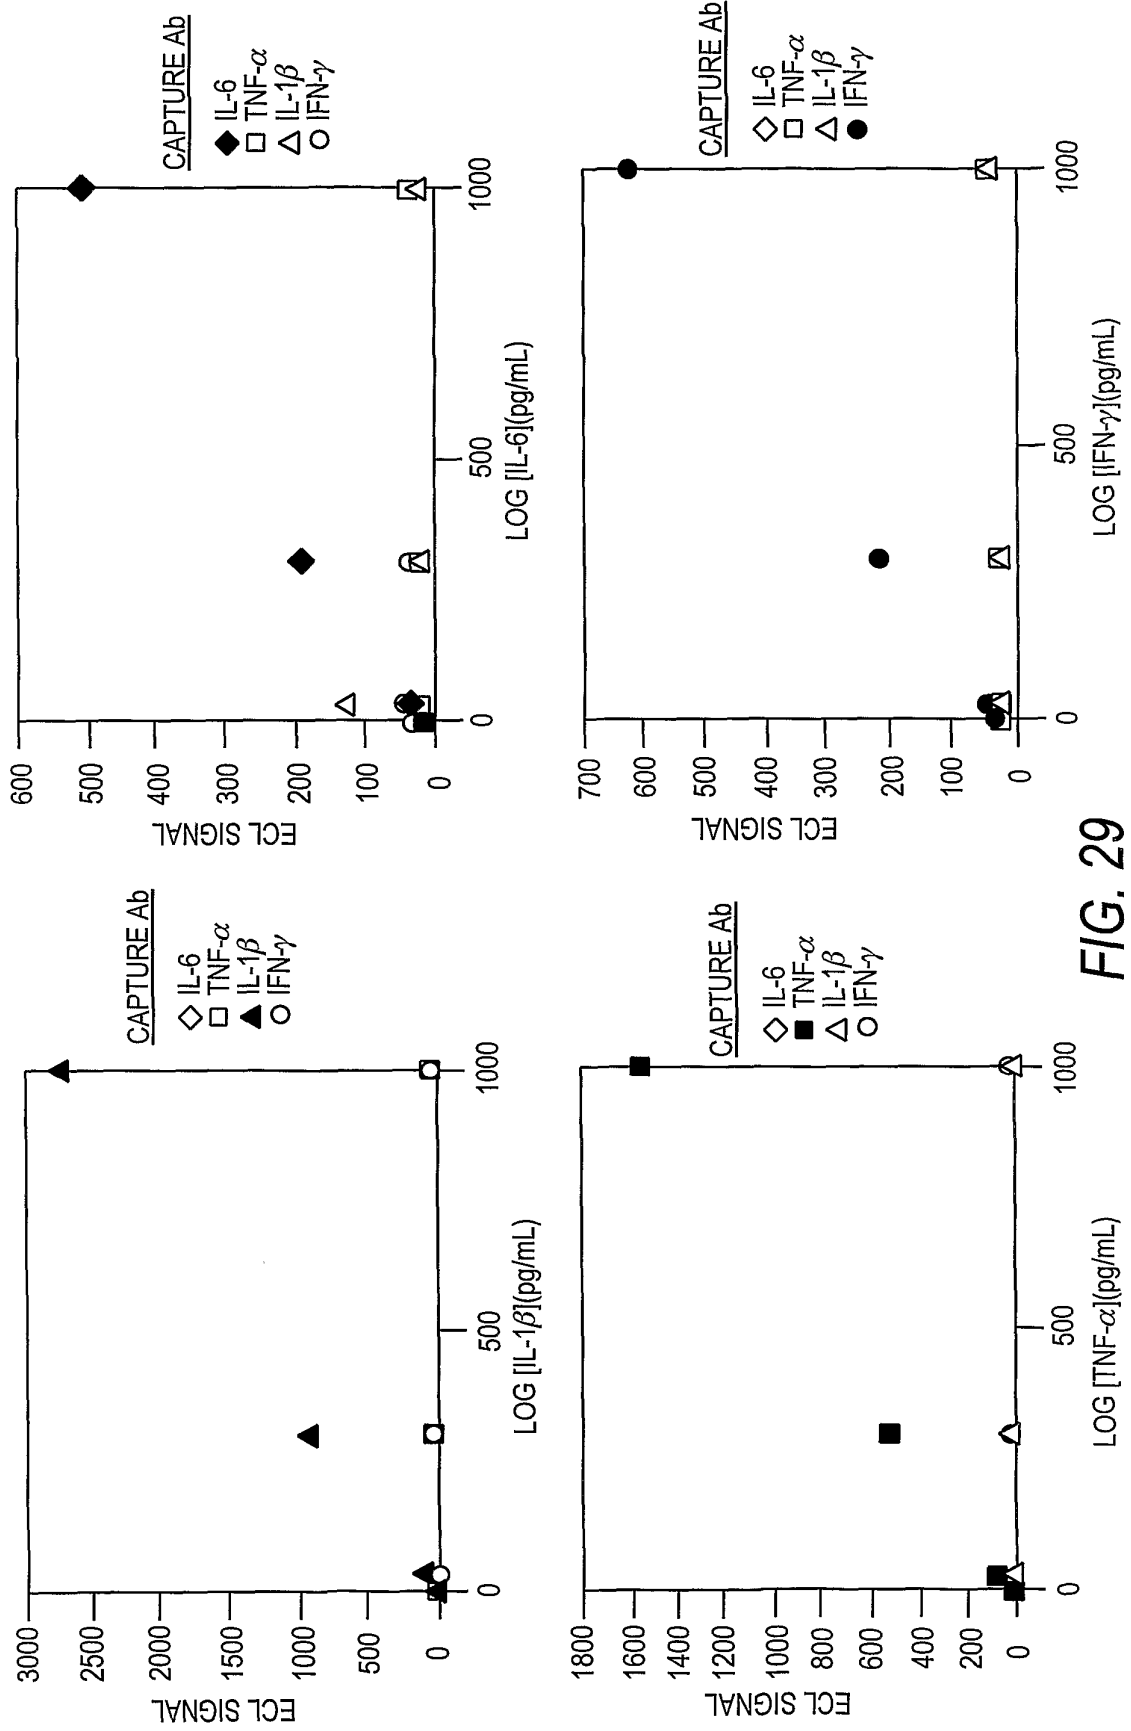 ECL SIGNAL
3000
2500
2000
1500
1000
500
0
0
500
1000
LOG [IL-1β](pg/mL)
CAPTURE Ab
IL-6
TNF-α
IL-1β
IFN-γ
ECL SIGNAL
600
500
400
300
200
100
0
0
500
1000
LOG [IL-6](pg/mL)
CAPTURE Ab
IL-6
TNF-α
IL-1β
IFN-γ
ECL SIGNAL
1800
1600
1400
1200
1000
800
600
400
200
0
0
500
1000
LOG [TNF-α](pg/mL)
CAPTURE Ab
IL-6
TNF-α
IL-1β
IFN-γ
ECL SIGNAL
700
600
500
400
300
200
100
0
0
500
1000
LOG [IFN-γ](pg/mL)
CAPTURE Ab
IL-6
TNF-α
IL-1β
IFN-γ
FIG. 29